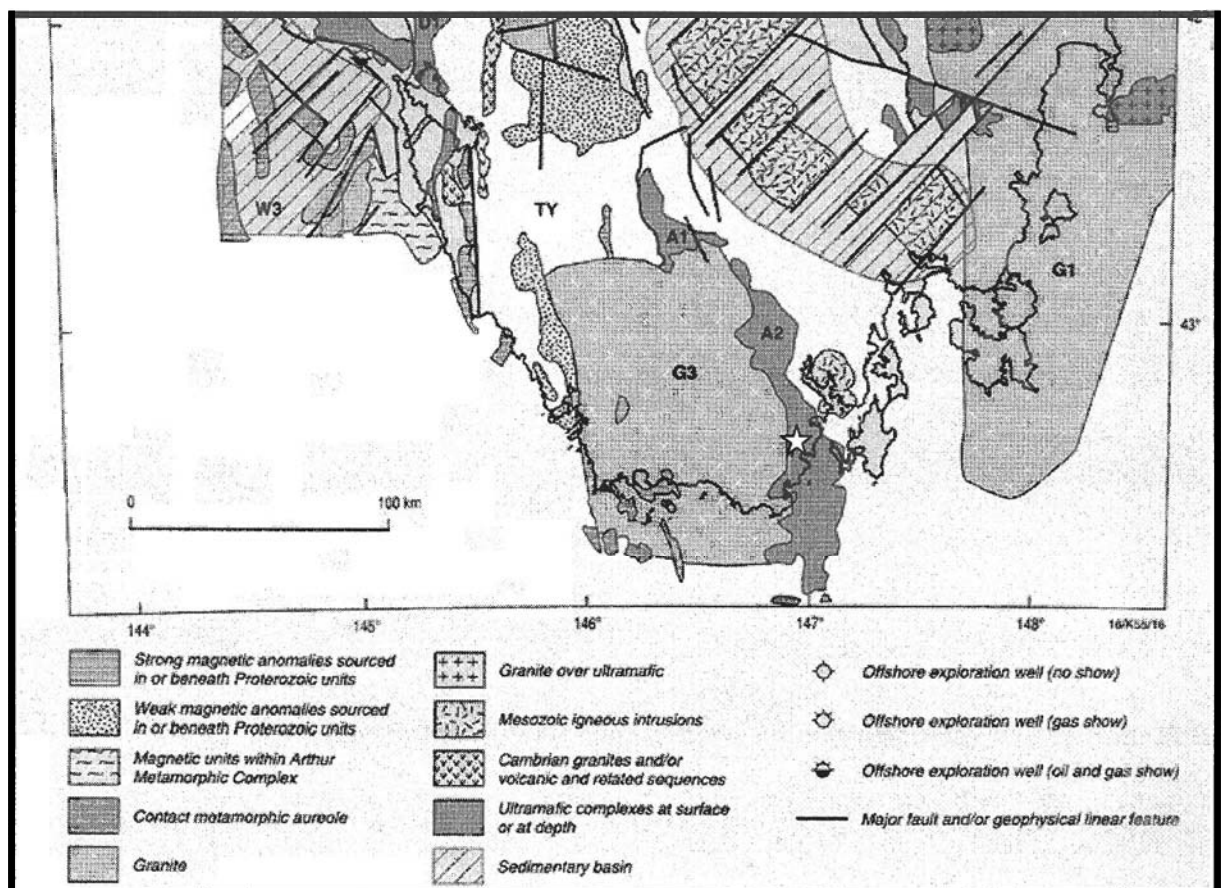 42°
W3
TY
A1
G1
43°
A2
G3
0
100 km
144°
145°
146°
147°
148°
16/K55/16
Strong magnetic anomalies sourced
in or beneath Proterozoic units
Weak magnetic anomalies sourced
in or beneath Proterozoic units
Magnetic units within Arthur
Metamorphic Complex
Contact metamorphic aureole
Granite
Granite over ultramafic
Mesozoic igneous intrusions
Cambrian granites and/or
volcanic and related sequences
Ultramafic complexes at surface
or at depth
Sedimentary basin
Offshore exploration well (no show)
Offshore exploration well (gas show)
Offshore exploration well (oil and gas show)
Major fault and/or geophysical linear feature